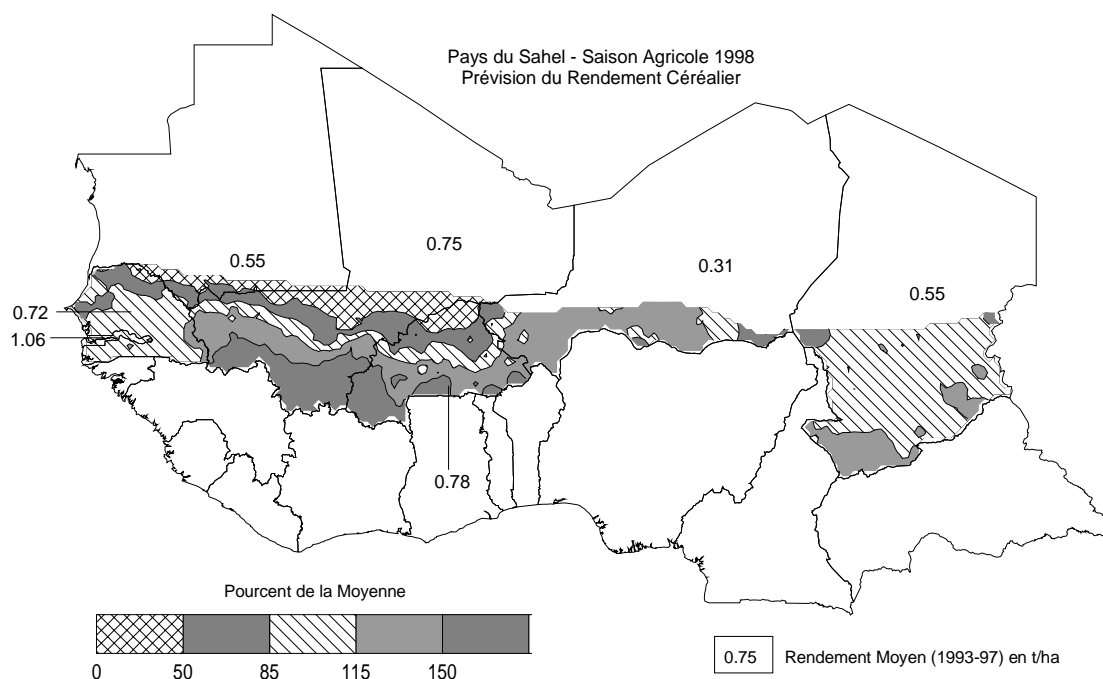 Pays du Sahel - Saison Agricole 1998
Prévision du Rendement Céréalier
0.75
0.55
0.31
0.55
0.72
1.06
0.78
Pourcent de la Moyenne
0 50 85 115 150
0.75 Rendement Moyen (1993-97) en t/ha